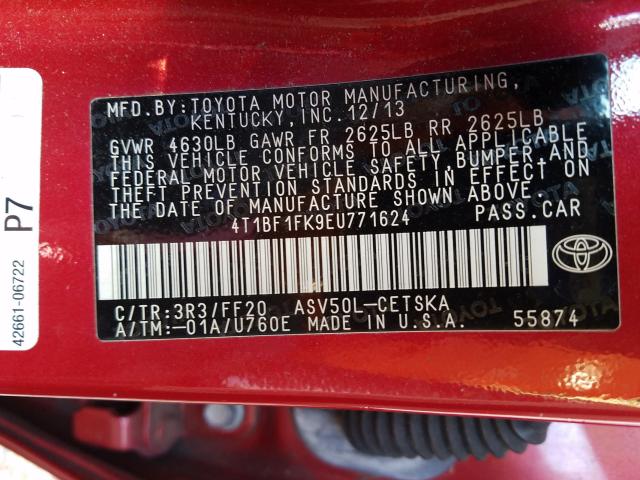 MFD.BY:TOYOTA MOTOR MANUFACTURING,
KENTUCKY,INC.12/13
GVWR 4630LB GAWR FR 2625LB RR 2625LB
THIS VEHICLE CONFORMS TO ALL APPLICABLE
FEDERAL MOTOR VEHICLE SAFETY,BUMPER,AND
THEFT PREVENTION STANDARDS IN EFFECT ON
THE DATE OF MANUFACTURE SHOWN ABOVE.
4T1BF1FK9EU771624 PASS.CAR
C/TR:3R3/FF20 ASV50L-CETSKA
A/TM:-01A/U760E MADE IN U.S.A. 55874
P7
42661-06722